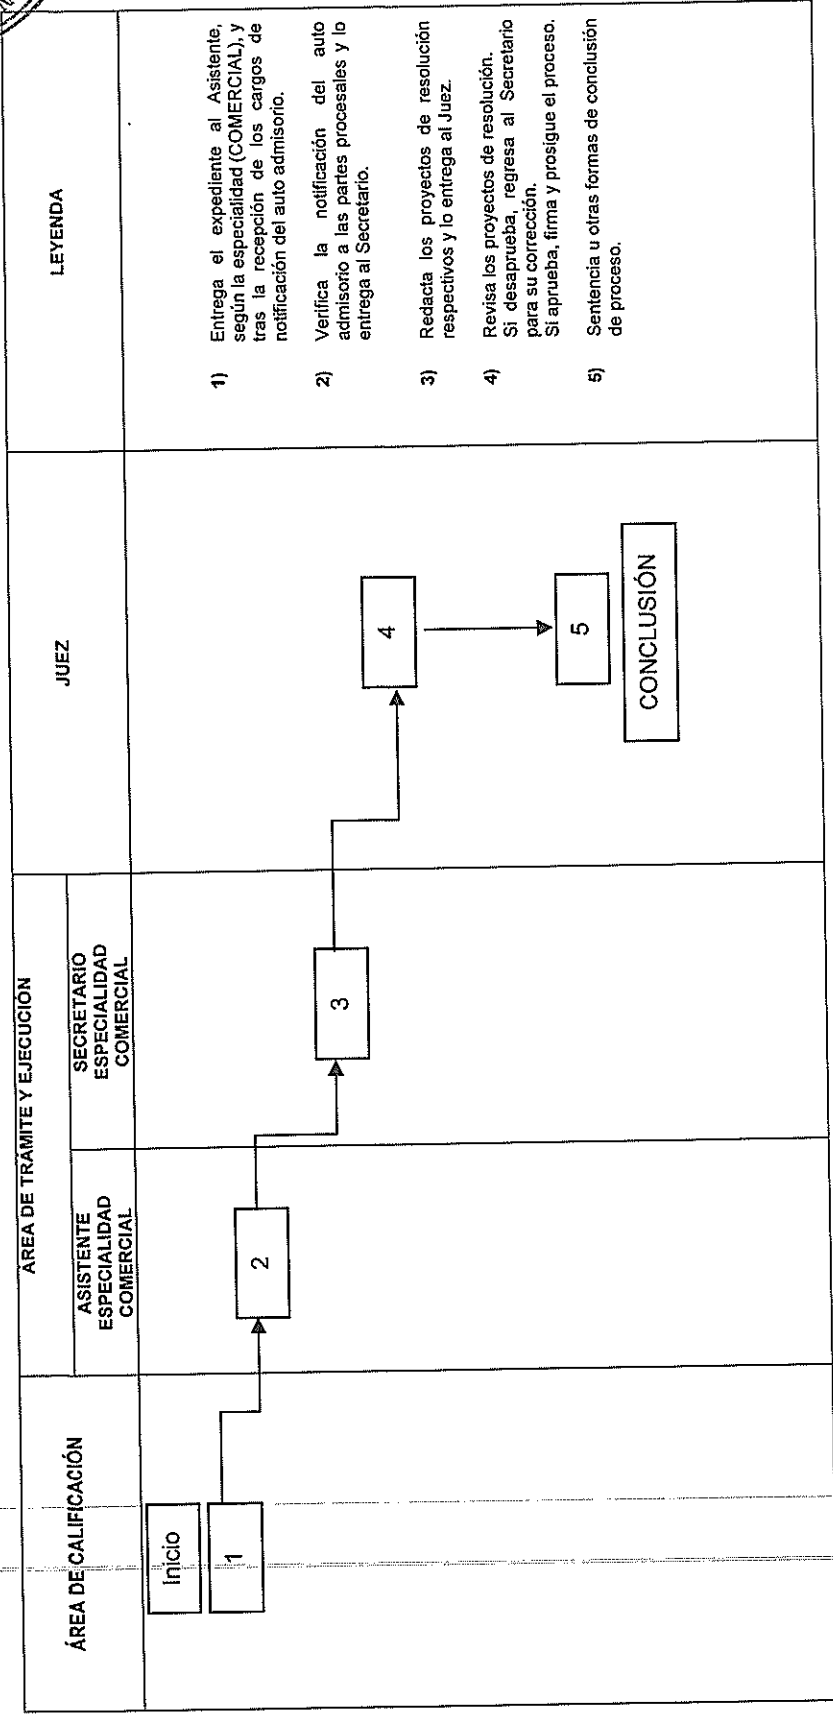 ÁREA DE CALIFICACIÓN
ÁREA DE TRÁMITE Y EJECUCIÓN
ASISTENTE
ESPECIALIDAD
COMERCIAL
SECRETARIO
ESPECIALIDAD
COMERCIAL
JUEZ
LEYENDA
Inicio
1
2
3
4
5
CONCLUSIÓN
1) Entrega el expediente al Asistente,
según la especialidad (COMERCIAL), y
tras la recepción de los cargos de
notificación del auto admisorio.
2) Verifica la notificación del auto
admisorio a las partes procesales y lo
entrega al Secretario.
3) Redacta los proyectos de resolución
respectivos y lo entrega al Juez.
4) Revisa los proyectos de resolución.
Si desaprueba, regresa al Secretario
para su corrección.
Si aprueba, firma y prosigue el proceso.
5) Sentencia u otras formas de conclusión
de proceso.